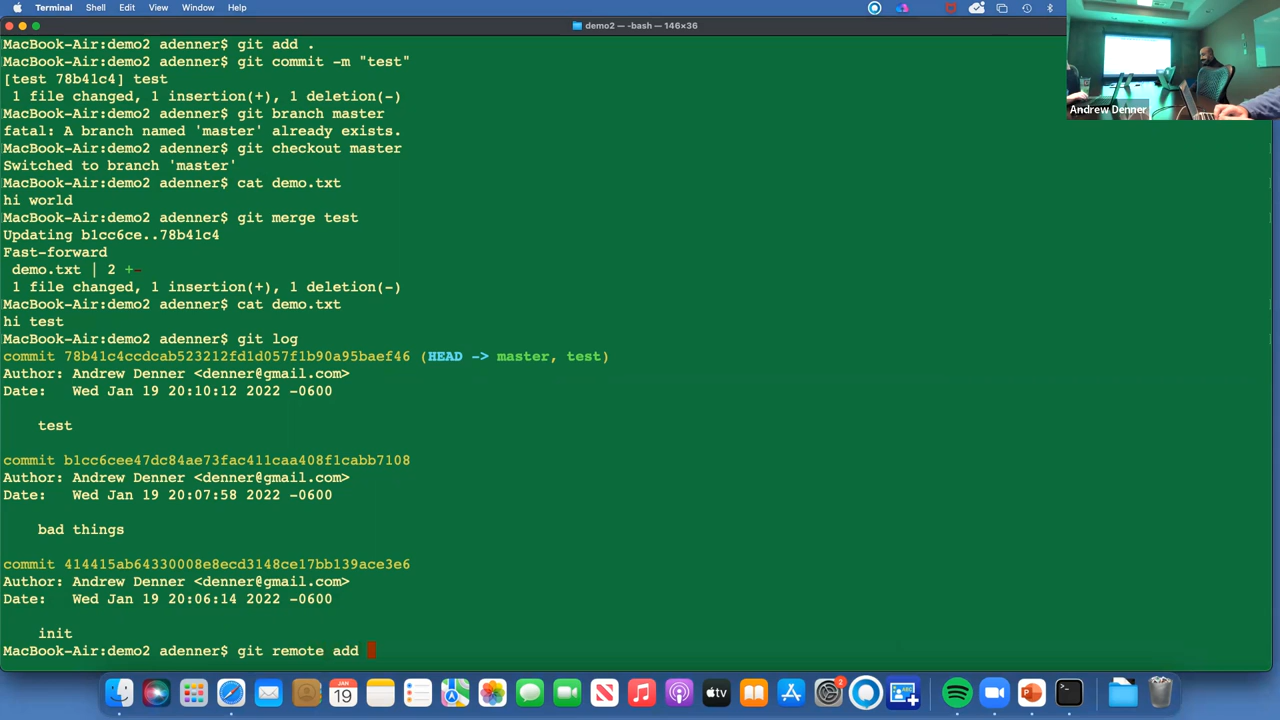 Terminal Shell Edit View Window Help
demo2 — -bash — 146×36
MacBook-Air:demo2 adenner$ git add .
MacBook-Air:demo2 adenner$ git commit -m "test"
[test 78b41c4] test
1 file changed, 1 insertion(+), 1 deletion(-)
MacBook-Air:demo2 adenner$ git branch master
fatal: A branch named 'master' already exists.
MacBook-Air:demo2 adenner$ git checkout master
Switched to branch 'master'
MacBook-Air:demo2 adenner$ cat demo.txt
hi world
MacBook-Air:demo2 adenner$ git merge test
Updating b1cc6ce..78b41c4
Fast-forward
demo.txt | 2 +-
1 file changed, 1 insertion(+), 1 deletion(-)
MacBook-Air:demo2 adenner$ cat demo.txt
hi test
MacBook-Air:demo2 adenner$ git log
commit 78b41c4ccdcab523212fd1d057f1b90a95baef46 (HEAD -> master, test)
Author: Andrew Denner <denner@gmail.com>
Date: Wed Jan 19 20:10:12 2022 -0600
test
commit b1cc6cee47dc84ae73fac411caa408f1cabb7108
Author: Andrew Denner <denner@gmail.com>
Date: Wed Jan 19 20:07:58 2022 -0600
bad things
commit 414415ab64330008e8ecd3148ce17bb139ace3e6
Author: Andrew Denner <denner@gmail.com>
Date: Wed Jan 19 20:06:14 2022 -0600
init
MacBook-Air:demo2 adenner$ git remote add
Andrew Denner
JAN
19
tv
2